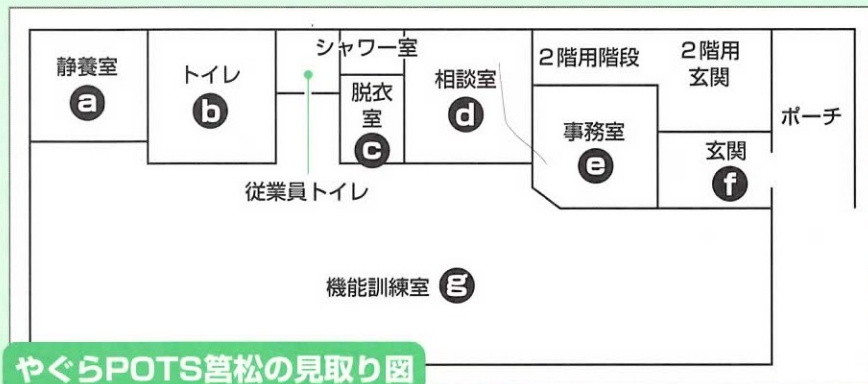 静養室
a
トイレ
b
従業員トイレ
シャワー室
脱衣
室
c
相談室
d
2階用階段
事務室
e
2階用
玄関
玄関
f
ポーチ
機能訓練室 g
やぐらPOTS筥松の見取り図